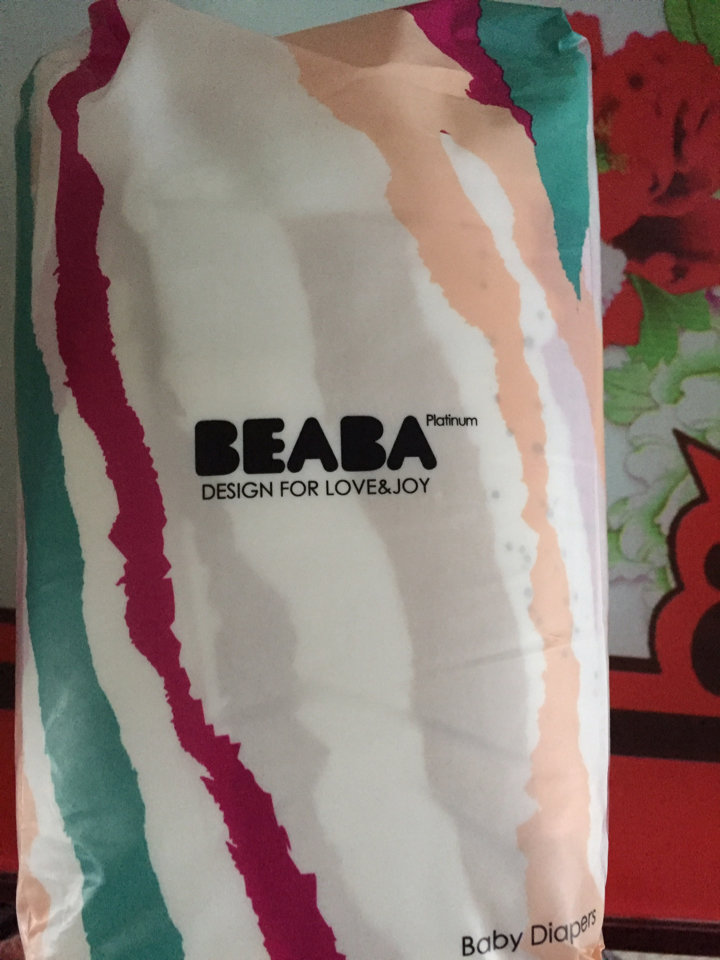 BEABA Platinum
DESIGN FOR LOVE&JOY
Baby Diapers